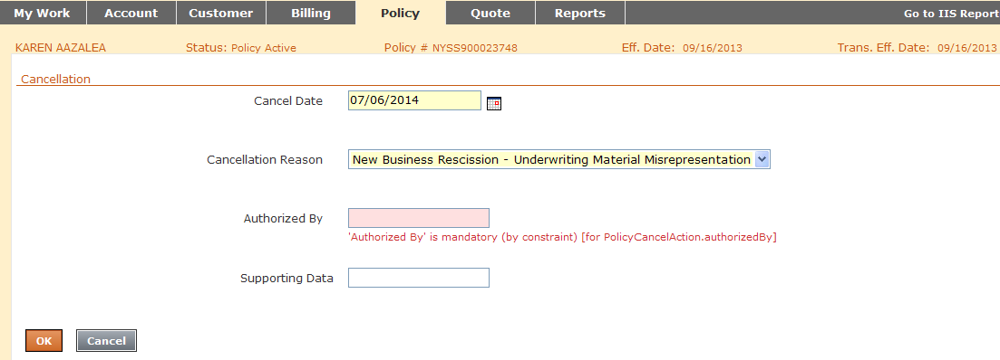 My Work Account Customer Billing Policy Quote Reports Go to IIS Report
KAREN AAZALEA Status: Policy Active Policy # NYSS900023748 Eff. Date: 09/16/2013 Trans. Eff. Date: 09/16/2013
Cancellation
Cancel Date 07/06/2014
Cancellation Reason New Business Rescission - Underwriting Material Misrepresentation
Authorized By
'Authorized By' is mandatory (by constraint) [for PolicyCancelAction.authorizedBy]
Supporting Data
OK Cancel